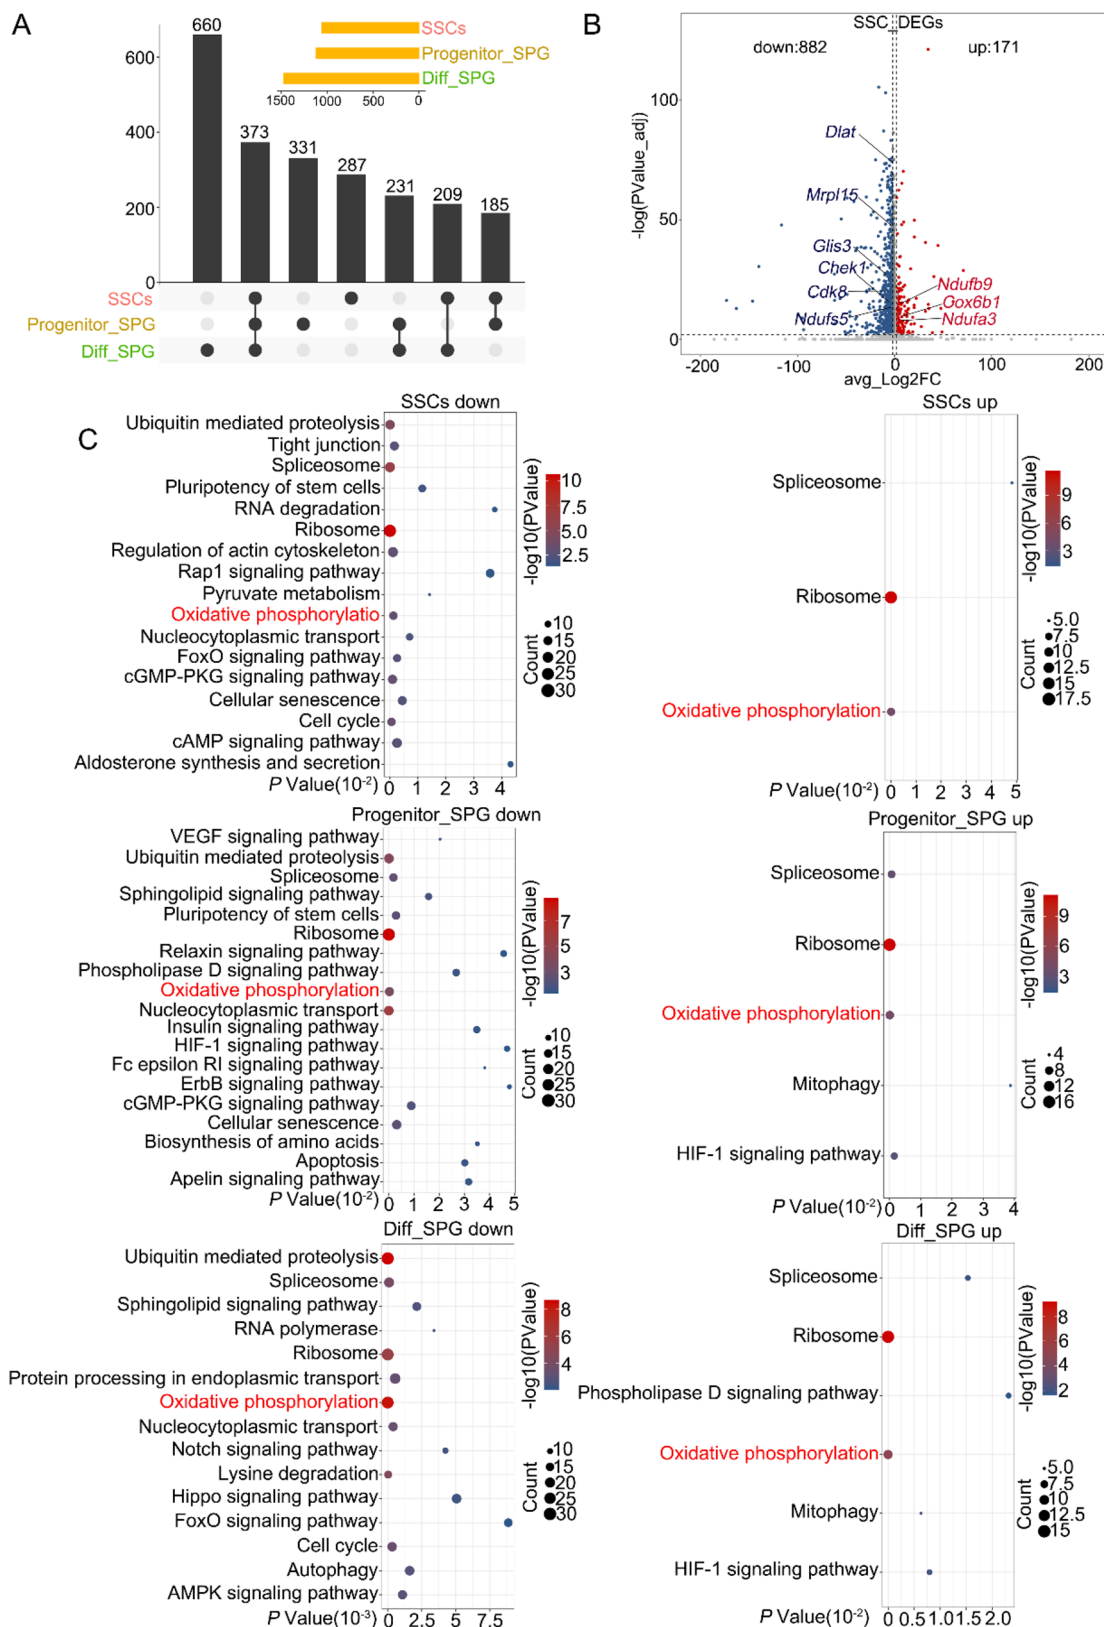 A
660
373
331
287
231
209
185
600
400
200
0
SSCs
Progenitor_SPG
Diff_SPG
1500 1000 500 0
SSCs
Progenitor_SPG
Diff_SPG
B
SSC DEGs
down:882 up:171
-log(PValue_adj)
100
50
0
Dlat
Mrpl15
Glis3
Chek1
Cdk8
Ndufs5
Ndufb9
Gox6b1
Ndufa3
-200 -100 0 100 200
avg_Log2FC
C
SSCs down
Ubiquitin mediated proteolysis
Tight junction
Spliceosome
Pluripotency of stem cells
RNA degradation
Ribosome
Regulation of actin cytoskeleton
Rap1 signaling pathway
Pyruvate metabolism
Oxidative phosphorylatio
Nucleocytoplasmic transport
FoxO signaling pathway
cGMP-PKG signaling pathway
Cellular senescence
Cell cycle
cAMP signaling pathway
Aldosterone synthesis and secretion
P Value(10-2) 0 1 2 3 4
-log10(PValue)
10
7.5
5.0
2.5
Count
10
15
20
25
30
SSCs up
Spliceosome
Ribosome
Oxidative phosphorylation
P Value(10-2) 0 1 2 3 4 5
-log10(PValue)
9
6
3
Count
5.0
7.5
10
12.5
15
17.5
Progenitor_SPG down
VEGF signaling pathway
Ubiquitin mediated proteolysis
Spliceosome
Sphingolipid signaling pathway
Pluripotency of stem cells
Ribosome
Relaxin signaling pathway
Phospholipase D signaling pathway
Oxidative phosphorylation
Nucleocytoplasmic transport
Insulin signaling pathway
HIF-1 signaling pathway
Fc epsilon RI signaling pathway
ErbB signaling pathway
cGMP-PKG signaling pathway
Cellular senescence
Biosynthesis of amino acids
Apoptosis
Apelin signaling pathway
P Value(10-2) 0 1 2 3 4 5
-log10(PValue)
7
5
3
Count
10
15
20
25
30
Progenitor_SPG up
Spliceosome
Ribosome
Oxidative phosphorylation
Mitophagy
HIF-1 signaling pathway
P Value(10-2) 0 1 2 3 4
-log10(PValue)
9
6
3
Count
4
8
12
16
Diff_SPG down
Ubiquitin mediated proteolysis
Spliceosome
Sphingolipid signaling pathway
RNA polymerase
Ribosome
Protein processing in endoplasmic transport
Oxidative phosphorylation
Nucleocytoplasmic transport
Notch signaling pathway
Lysine degradation
Hippo signaling pathway
FoxO signaling pathway
Cell cycle
Autophagy
AMPK signaling pathway
P Value(10-3) 0 2.5 5 7.5
-log10(PValue)
8
6
4
Count
10
15
20
25
30
Diff_SPG up
Spliceosome
Ribosome
Phospholipase D signaling pathway
Oxidative phosphorylation
Mitophagy
HIF-1 signaling pathway
P Value(10-2) 0 0.5 1.0 1.5 2.0
-log10(PValue)
8
6
4
2
Count
5.0
7.5
10
12.5
15